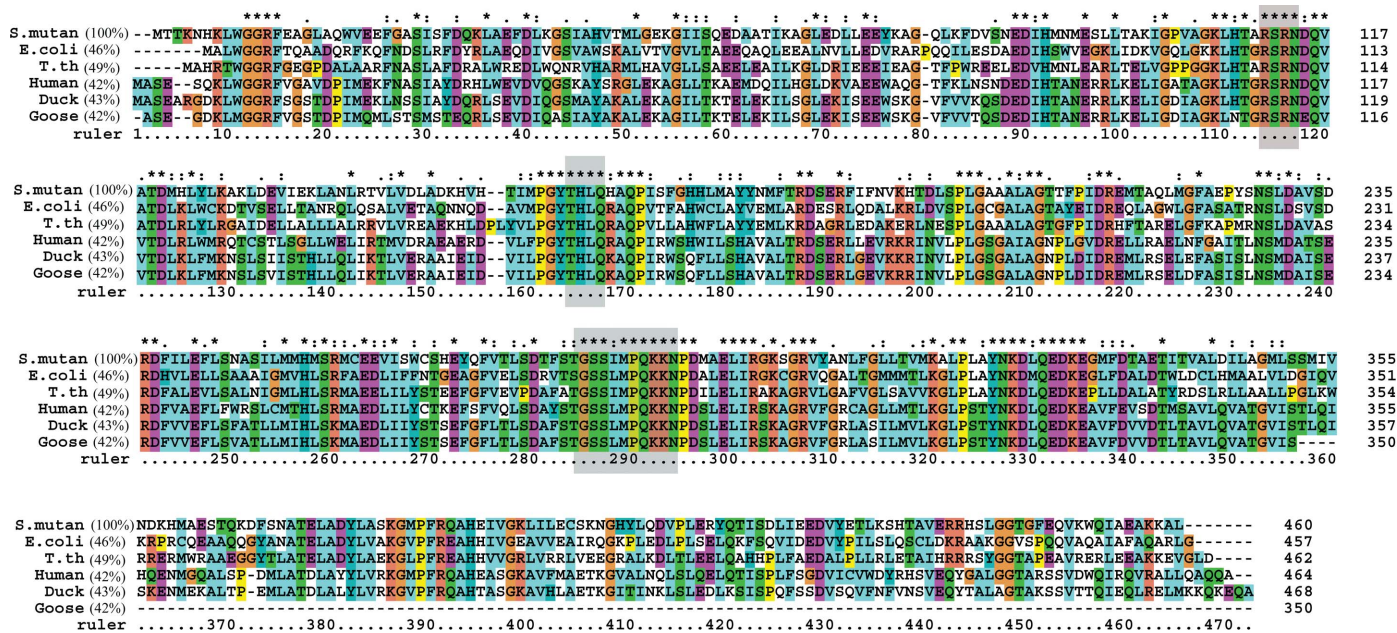 S.mutan (100%) --MTTKNHKLWGGRFEAGLAQWVEEFGASISFDQKLAEFDLKGSIAHVTMLGEKGIISQEDAATIKAGLEDLLEEYKAG-QLKFDVSNEDIHMNMESLLTAKIGPVAGKLHTARSRNDQV 117
E.coli (46%) ------MALWGGRFTQAADQRFKQFNDSLRFDYRLAEQDIVGSVAWSKALVTVGVLTAEEQAQLEEALNVLLEDVRARPQQILESDAEDIHSWVEGKLIDKVGQLGKKLHTGRSRNDQV 113
T.th (49%) -----MAHRTWGGRFGEGPDALAARFNASLAFDRALWREDLWQNRVHARMLHAVGLLSAEELEAILKGLDRIEEEIEAG-TFPWREELEDVHMNLEARLTELVGPPGGKLHTARSRNDQV 114
Human (42%) MASE---SQKLWGGRFVGAVDPIMEKFNASIAYDRHLWEVDVQGSKAYSRGLEKAGLLTKAEMDQILHGLDKVAEEWAQG-TFKLNSNDEDIHTANERRLKELIGATAGKLHTGRSRNDQV 117
Duck (43%) MASEARGDKLWGGRFSGSTDPIMEKLNSSIAYDQRLSEVDIQGSMAYAKALEKAGILTKTELEKILSGLEKISEEWSKG-VFVVKQSDEDIHTANERRLKELIGDIAGKLHTGRSRNDQV 119
Goose (42%) -ASE--GDKLWGGRFVGSTDPIMQMLSTSMSTEQRLSEVDIQASIAYAKALEKAGILTKTELEKILSGLEKISEEWSKG-VFVVTQSDEDIHTANERRLKELIGDIAGKLHTGRSRNEQV 116
ruler 1.......10........20........30........40........50........60........70........80........90.......100.......110.......120
S.mutan (100%) ATDMHLYLKAKLDEVIEKLANLRTVLVDLADKHVH--TIMPGYTHLQHAQPISFGHHLMAYYNMFTRDSERFIFNVKHTDLSPLGAAALAGTTFPIDREMTAQLMGFAEPYSNSLDAVSD 235
E.coli (46%) ATDLKLWCKDTVSELLTANRQLQSALVETAQNNQD--AVMPGYTHLQRAQPVTFAHWCLAYVEMLARDESRLQDALKRLDVSPLGCGALAGTAYEIDREQLAGWLGFASATRNSLDSVSD 231
T.th (49%) ATDLRLYLRGAIDELLALLLALRRVLVREAEKHLDPLYVLPGYTHLQRAQPVLLAHWFLAYYEMLKRDAGRLEDAKERLNESPLGAAALAGTGFPIDRHFTARELGFKAPMRNSLDAVAS 234
Human (42%) VTDLRLWMRQTCSTLSGLLWELIRTMVDRAEAERD--VLFPGYTHLQRAQPIRWSHWILSHAVALTRDSERLLEVRKRINVLPLGSGAIAGNPLGVDRELLRAELNFGAITLNSMDATSE 235
Duck (43%) VTDLKLFMKNSLSIISTHLLQLIKTLVERAAIEID--VILPGYTHLQKAQPIRWSQFLLSHAVALTRDSERLGEVKKRINVLPLGSGALAGNPLDIDREMLRSELEFASISLNSMDAISE 237
Goose (42%) VTDLKLFMKNSLSVISTHLLQLIKTLVERAAIEID--VILPGYTHLQKAQPIRWSQFLLSHAVALTRDSERLGEVKKRINVLPLGSGALAGNPLDIDREMLRSELDFASISLNSMDAISE 234
ruler .......130.......140.......150.......160.......170.......180.......190.......200.......210.......220.......230.......240
S.mutan (100%) RDFILEFLSNASILMMHMSRMCEEVISWCSHEYQFVTLSDTFSTGSSIMPQKKNPDMAELIRGKSGRVYANLFGLLTVMKALPLAYNKDLQEDKEGMFDTAETITVALDILAGMLSSMIV 355
E.coli (46%) RDHVLELLSAAAIGMVHLSRFAEDLIFFNTGEAGFVELSDRVTSGSSLMPQKKNPDALELIRGKCGRVQGALTGMMMTLKGLPLAYNKDMQEDKEGLFDALDTWLDCLHMAALVLDGIQV 351
T.th (49%) RDFALEVLSALNIGMLHLSRMAEELILYSTEEFGFVEVPDAFATGSSIMPQKKNPDILELIRAKAGRVLGAFVGLSAVVKGLPLAYNKDLQEDKEPLLDALATYRDSLRLLAALLPGLKW 354
Human (42%) RDFVAEFLFWRSLCMTHLSRMAEDLILYCTKEFSFVQLSDAYSTGSSLMPQKKNPDSLELIRSKAGRVFGRCAGLLMTLKGLPSTYNKDLQEDKEAVFEVSDTMSAVLQVATGVISTLQI 355
Duck (43%) RDFVVEFLSFATLLMIHLSKMAEDLIIYSTSEFGFLTLSDAFSTGSSLMPQKKNPDSLELIRSKAGRVFGRLASILMVLKGLPSTYNKDLQEDKEAVFDVVDTLTAVLQVATGVISTLQI 357
Goose (42%) RDFVVEFLSVATLLMIHLSKMAEDLIIYSTSEFGFLTLSDAFSTGSSLMPQKKNPDSLELIRSKAGRVFGRLASILMVLKGLPSTYNKDLQEDKEAVFDVVDTLTAVLQVATGVIS---- 350
ruler .......250.......260.......270.......280.......290.......300.......310.......320.......330.......340.......350.......360
S.mutan (100%) NDKHMAESTQKDFSNATELADYLASKGMPFRQAHEIVGKLILECSKNGHYLQDVPLERYQTISDLIEEDVYETLKSHTAVERRHSLGGTGFEQVKWQIAEAKKAL------- 460
E.coli (46%) KRPRCQEAAQQGYSNATELADYLVAKGVPFREAHHIVGEAVVEAIRQGKPLEDLPLSELQKFSQVIDEDVYPILSLQSCLDKRAAKGGVSPQQVAQAIAFAQARLG------ 457
T.th (49%) RRERMWRAAEGGYTLATELADYLAEKGLPFREAHHVVGRLVRRLVEEGRALKDLTLEELQAHHPLFAEDALPLLRLETAIHRRRSYGGTAPEAVRERLEEAKKEVGLD---- 462
Human (42%) HQENMGQALSP-DMLATDLAYYLVRKGMPFRQAHEASGKAVFMAETKGVALNQLSLQELQTISPLFSGDVICVWDYRHSVEQYGALGGTARSSVDWQIRQVRALLQAQQA-- 464
Duck (43%) SKENMEKALTP-EMLATDLALYLVRKGMPFRQAHTASGKAVHLAETKGITINKLSLEDLKSISPQFSSDVSQVFNFVNSVEQYTALAGTAKSSVTTQIEQLRELMKKQKEQA 468
Goose (42%) ---------------------------------------------------------------------------------------------------------------- 350
ruler .......370.......380.......390.......400.......410.......420.......430.......440.......450.......460.......470....